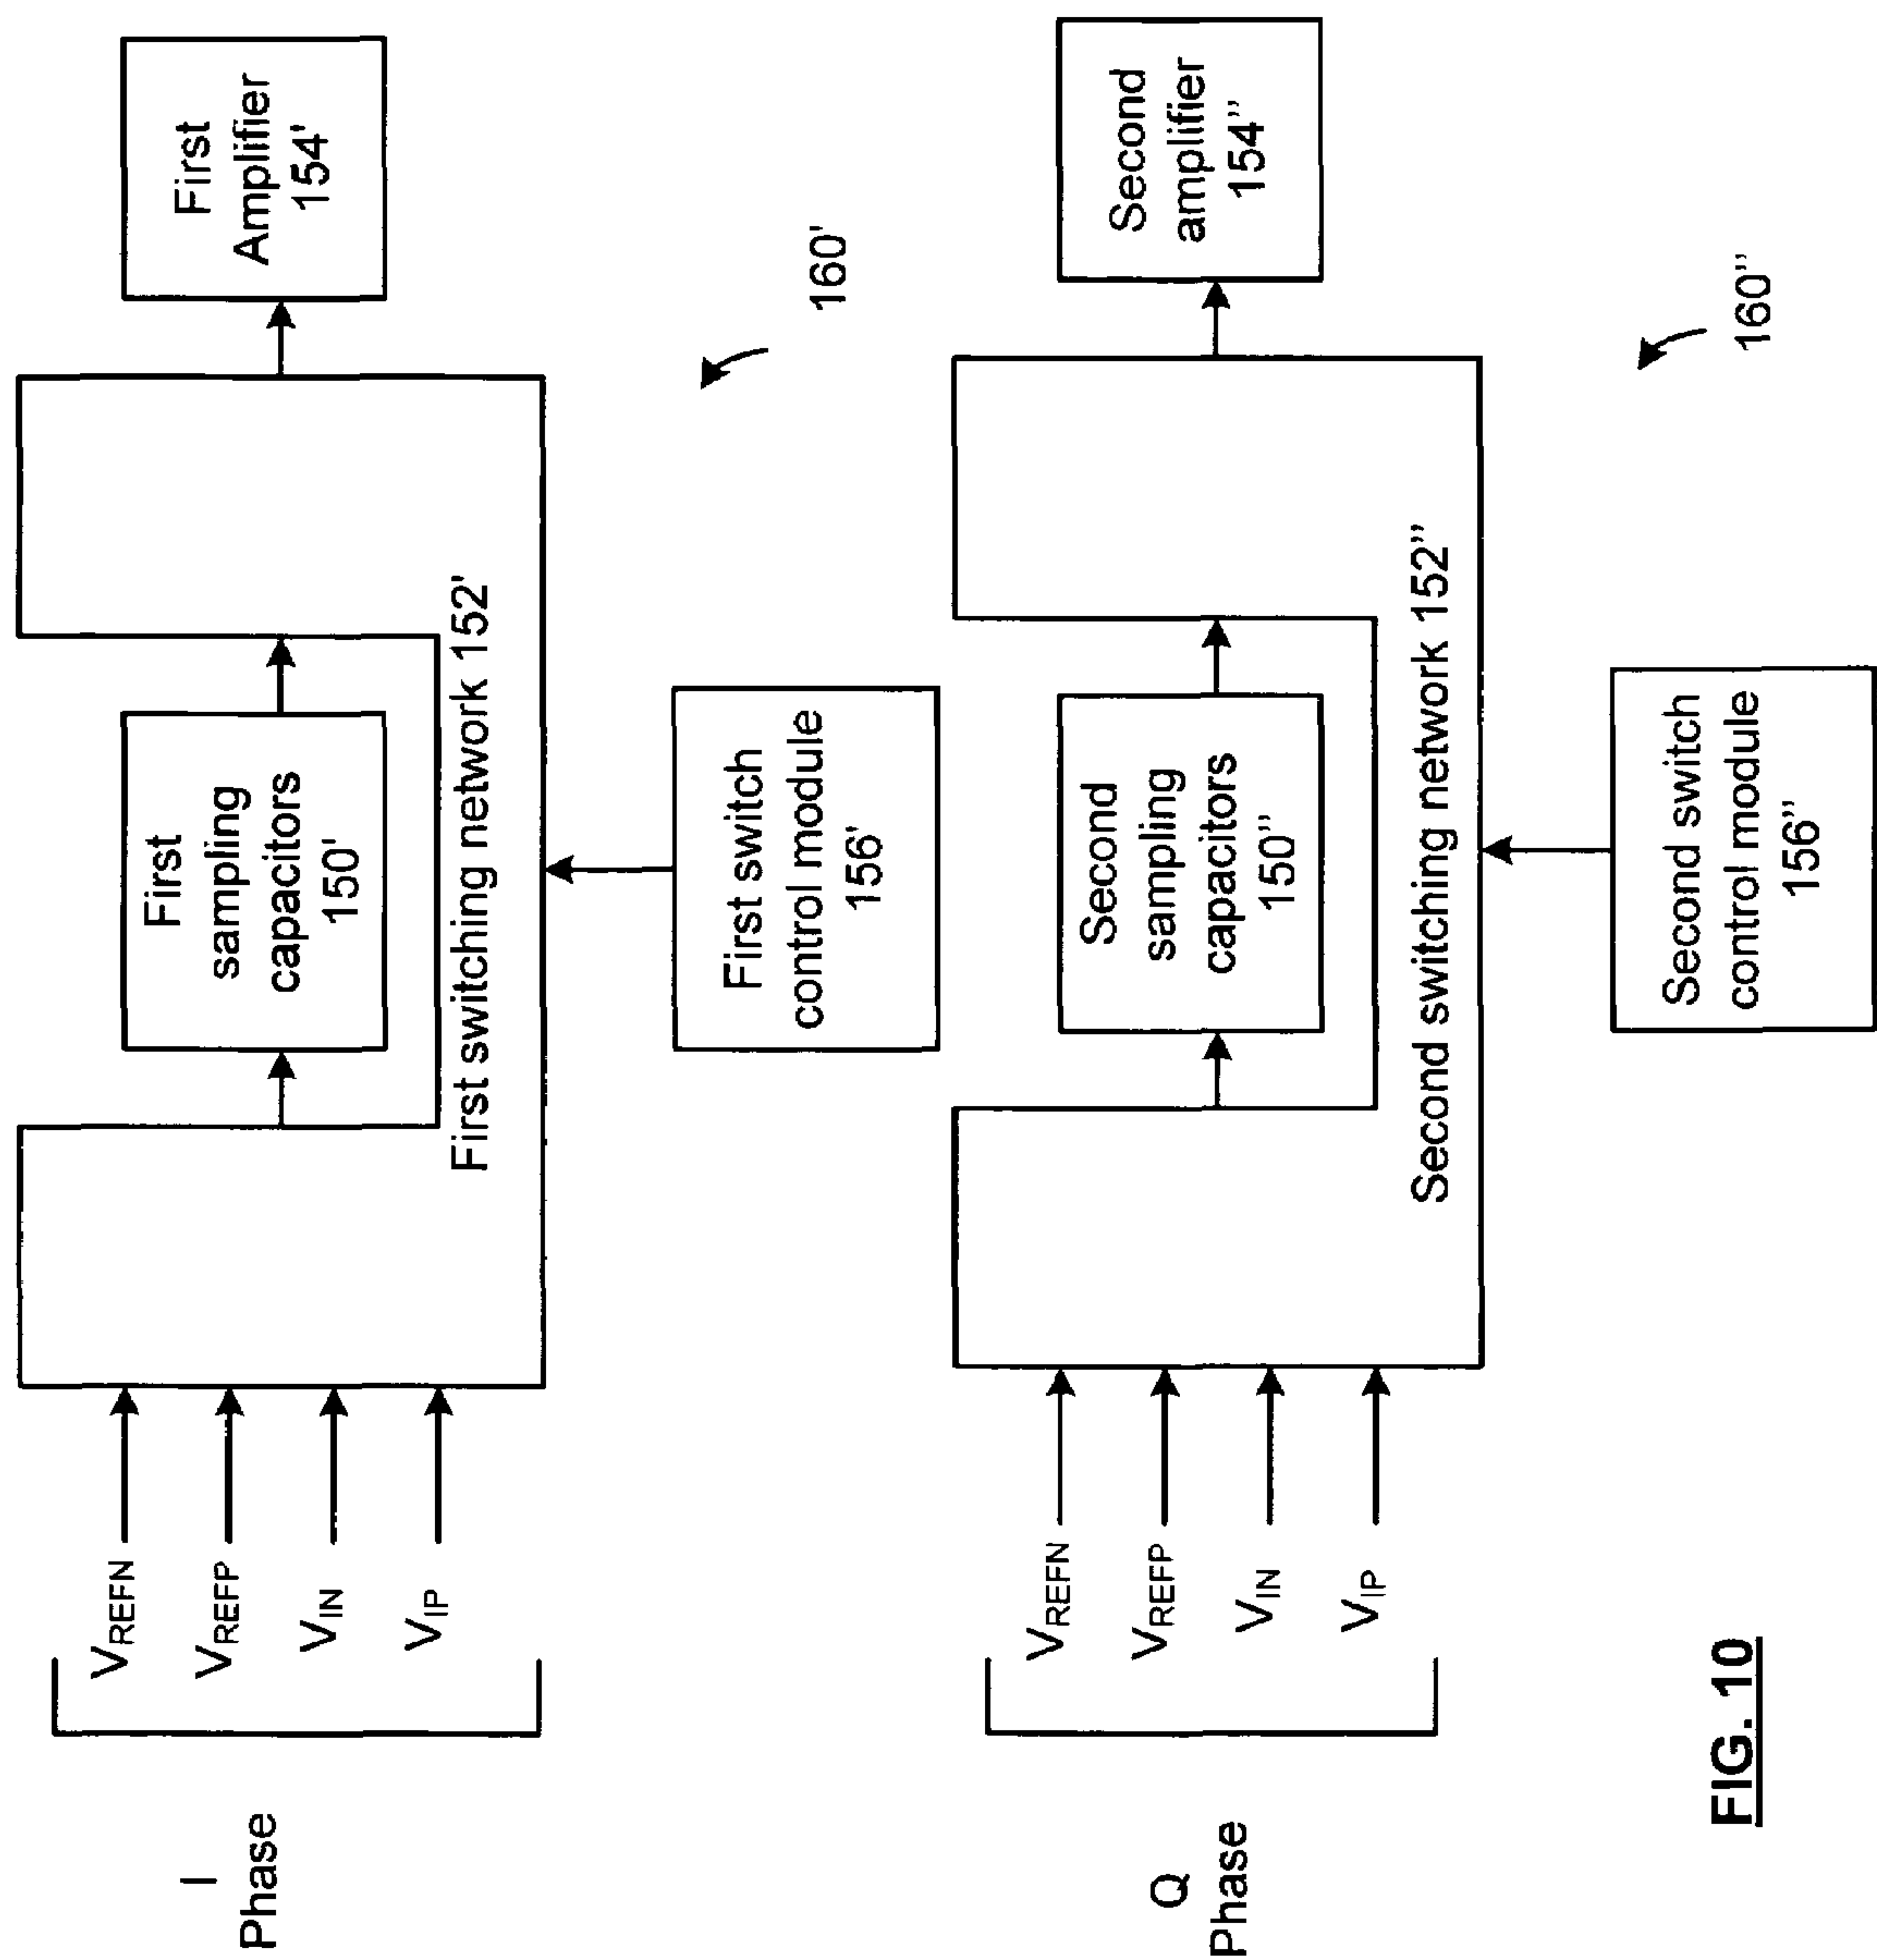 I
Phase
VREFN
VREFP
VIN
VIP
First
sampling
capacitors
150'
First switching network 152'
First
Amplifier
154'
First switch
control module
156'
160'
Q
Phase
VREFN
VREFP
VIN
VIP
Second
sampling
capacitors
150"
Second switching network 152"
Second
amplifier
154"
Second switch
control module
156"
160"
FIG. 10